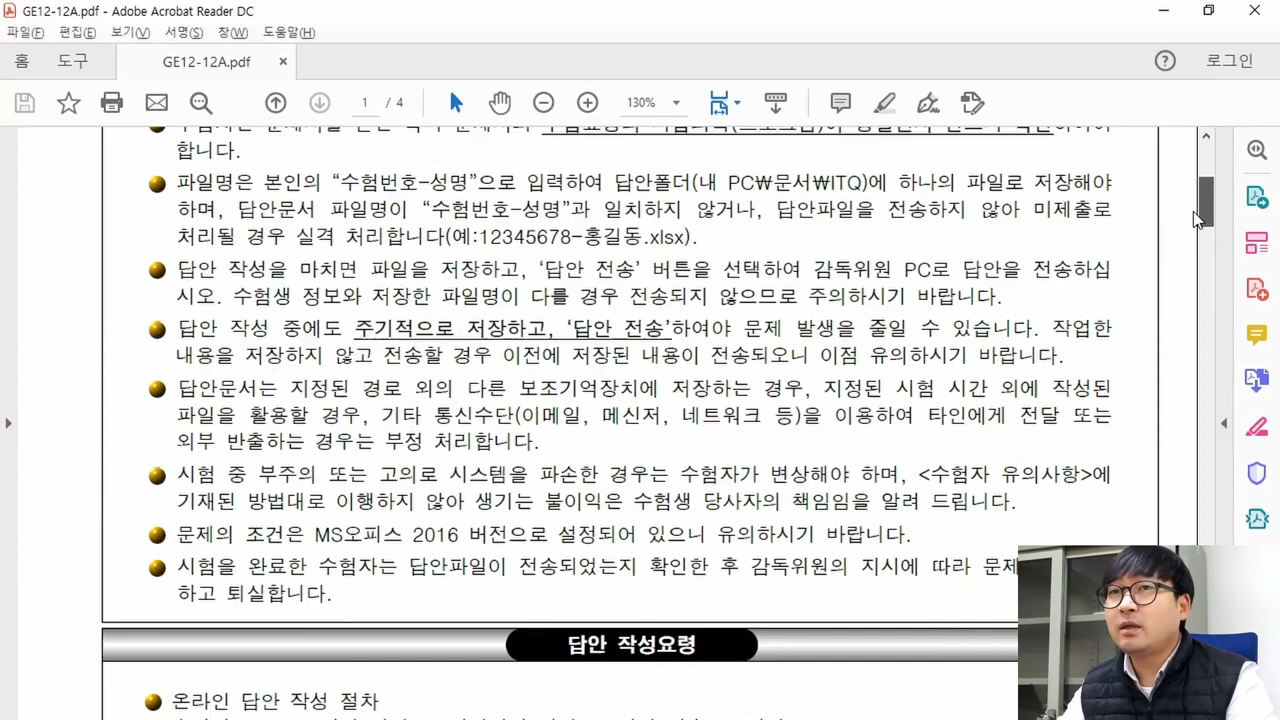 GE12-12A.pdf - Adobe Acrobat Reader DC
파일(F) 편집(E) 보기(V) 서명(S) 창(W) 도움말(H)
홈 도구 GE12-12A.pdf × ? 로그인
1 / 4 130%
합니다.
파일명은 본인의 “수험번호-성명”으로 입력하여 답안폴더(내 PC₩문서₩ITQ)에 하나의 파일로 저장해야
하며, 답안문서 파일명이 “수험번호-성명”과 일치하지 않거나, 답안파일을 전송하지 않아 미제출로
처리될 경우 실격 처리합니다(예:12345678-홍길동.xlsx).
답안 작성을 마치면 파일을 저장하고, ‘답안 전송’ 버튼을 선택하여 감독위원 PC로 답안을 전송하십
시오. 수험생 정보와 저장한 파일명이 다를 경우 전송되지 않으므로 주의하시기 바랍니다.
답안 작성 중에도 주기적으로 저장하고, ‘답안 전송’하여야 문제 발생을 줄일 수 있습니다. 작업한
내용을 저장하지 않고 전송할 경우 이전에 저장된 내용이 전송되오니 이점 유의하시기 바랍니다.
답안문서는 지정된 경로 외의 다른 보조기억장치에 저장하는 경우, 지정된 시험 시간 외에 작성된
파일을 활용할 경우, 기타 통신수단(이메일, 메신저, 네트워크 등)을 이용하여 타인에게 전달 또는
외부 반출하는 경우는 부정 처리합니다.
시험 중 부주의 또는 고의로 시스템을 파손한 경우는 수험자가 변상해야 하며, <수험자 유의사항>에
기재된 방법대로 이행하지 않아 생기는 불이익은 수험생 당사자의 책임임을 알려 드립니다.
문제의 조건은 MS오피스 2016 버전으로 설정되어 있으니 유의하시기 바랍니다.
시험을 완료한 수험자는 답안파일이 전송되었는지 확인한 후 감독위원의 지시에 따라 문제
하고 퇴실합니다.
답안 작성요령
온라인 답안 작성 절차